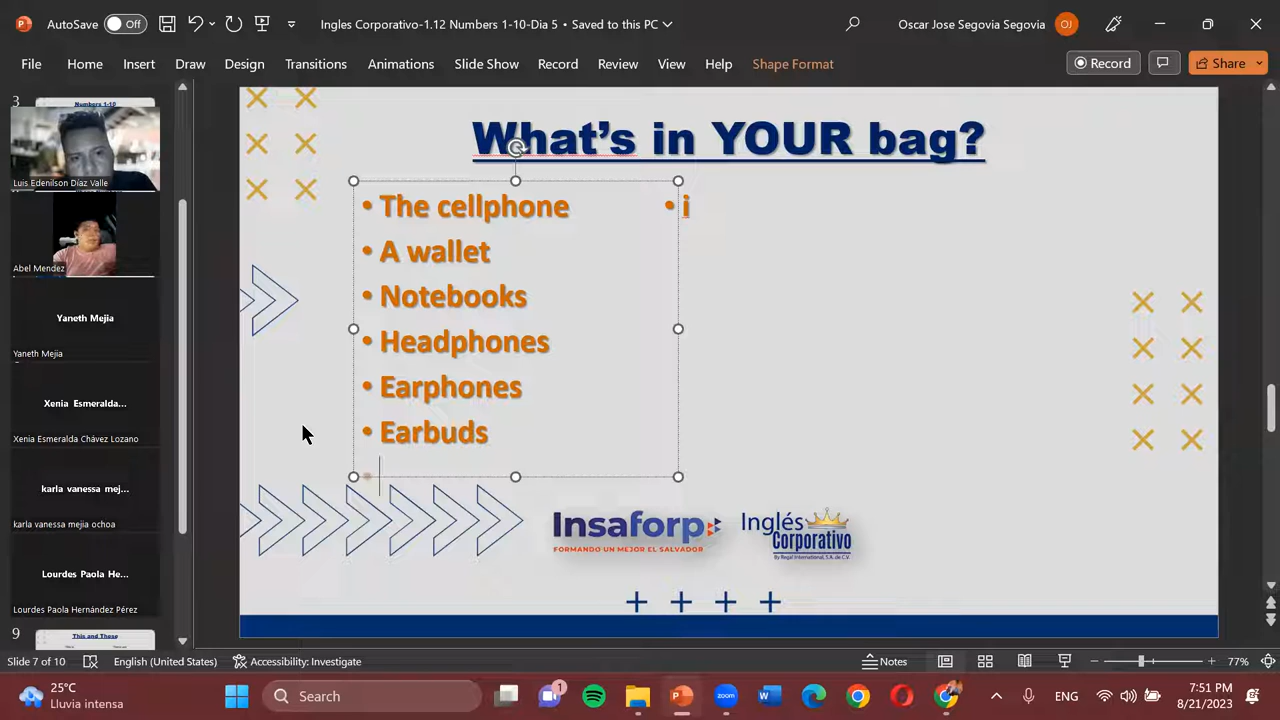 AutoSave Off
Ingles Corporativo-1.12 Numbers 1-10-Dia 5 • Saved to this PC
Oscar Jose Segovia Segovia OJ
File Home Insert Draw Design Transitions Animations Slide Show Record Review View Help Shape Format
Record Share
3
Numbers 1-10
Luis Edenilson Díaz Valle
Abel Mendez
Yaneth Mejia
Yaneth Mejia
Xenia Esmeralda...
Xenia Esmeralda Chávez Lozano
karla vanessa mej...
karla vanessa mejia ochoa
Lourdes Paola He...
Lourdes Paola Hernández Pérez
9
This and These
What's in YOUR bag?
• The cellphone
• A wallet
• Notebooks
• Headphones
• Earphones
• Earbuds
• i
Insaforp
FORMANDO UN MEJOR EL SALVADOR
Inglés
Corporativo
By Regal International, S.A. de C.V.
Slide 7 of 10 English (United States) Accessibility: Investigate Notes 77%
25°C
Lluvia intensa
Search
1
zoom
ENG
7:51 PM
8/21/2023